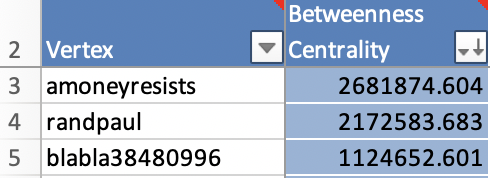 Betweenness
2 Vertex Centrality
3 amoneyresists 2681874.604
4 randpaul 2172583.683
5 blabla38480996 1124652.601